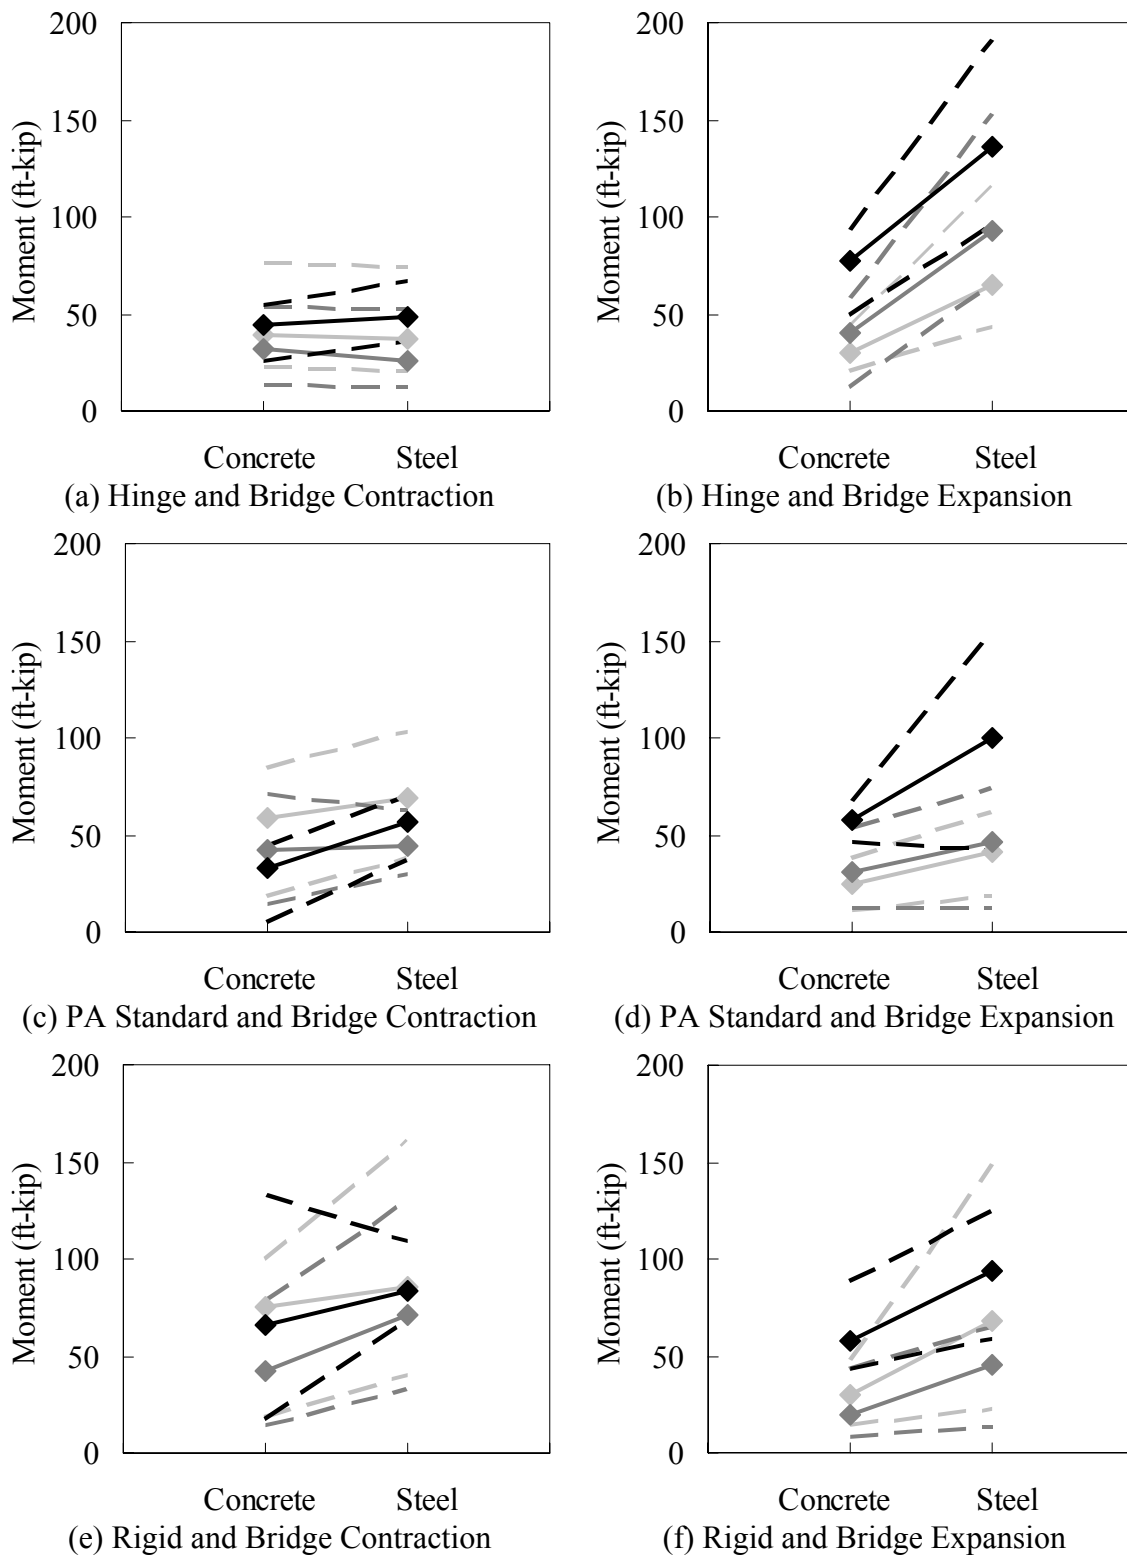 200
150
100
50
0
Moment (ft-kip)
Concrete Steel
(a) Hinge and Bridge Contraction
200
150
100
50
0
Moment (ft-kip)
Concrete Steel
(b) Hinge and Bridge Expansion
200
150
100
50
0
Moment (ft-kip)
Concrete Steel
(c) PA Standard and Bridge Contraction
200
150
100
50
0
Moment (ft-kip)
Concrete Steel
(d) PA Standard and Bridge Expansion
200
150
100
50
0
Moment (ft-kip)
Concrete Steel
(e) Rigid and Bridge Contraction
200
150
100
50
0
Moment (ft-kip)
Concrete Steel
(f) Rigid and Bridge Expansion